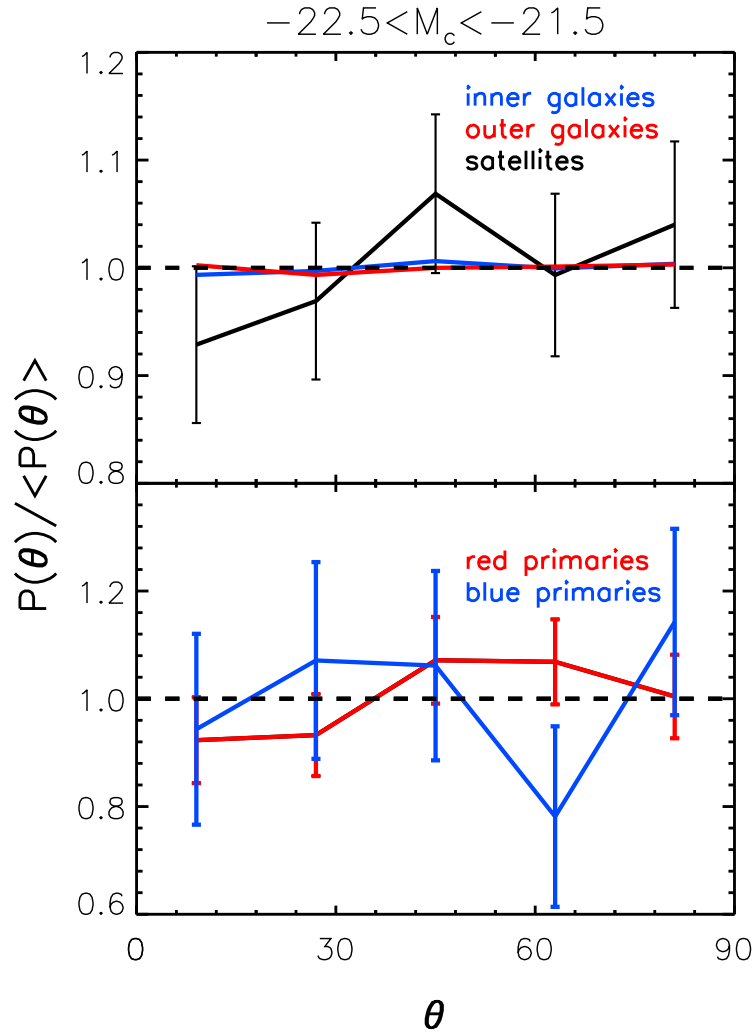 −22.5<M_c<−21.5
1.2
inner galaxies
outer galaxies
satellites
1.1
1.0
0.9
0.8
P(θ)/<P(θ)>
red primaries
blue primaries
1.2
1.0
0.8
0.6
0 30 60 90
θ